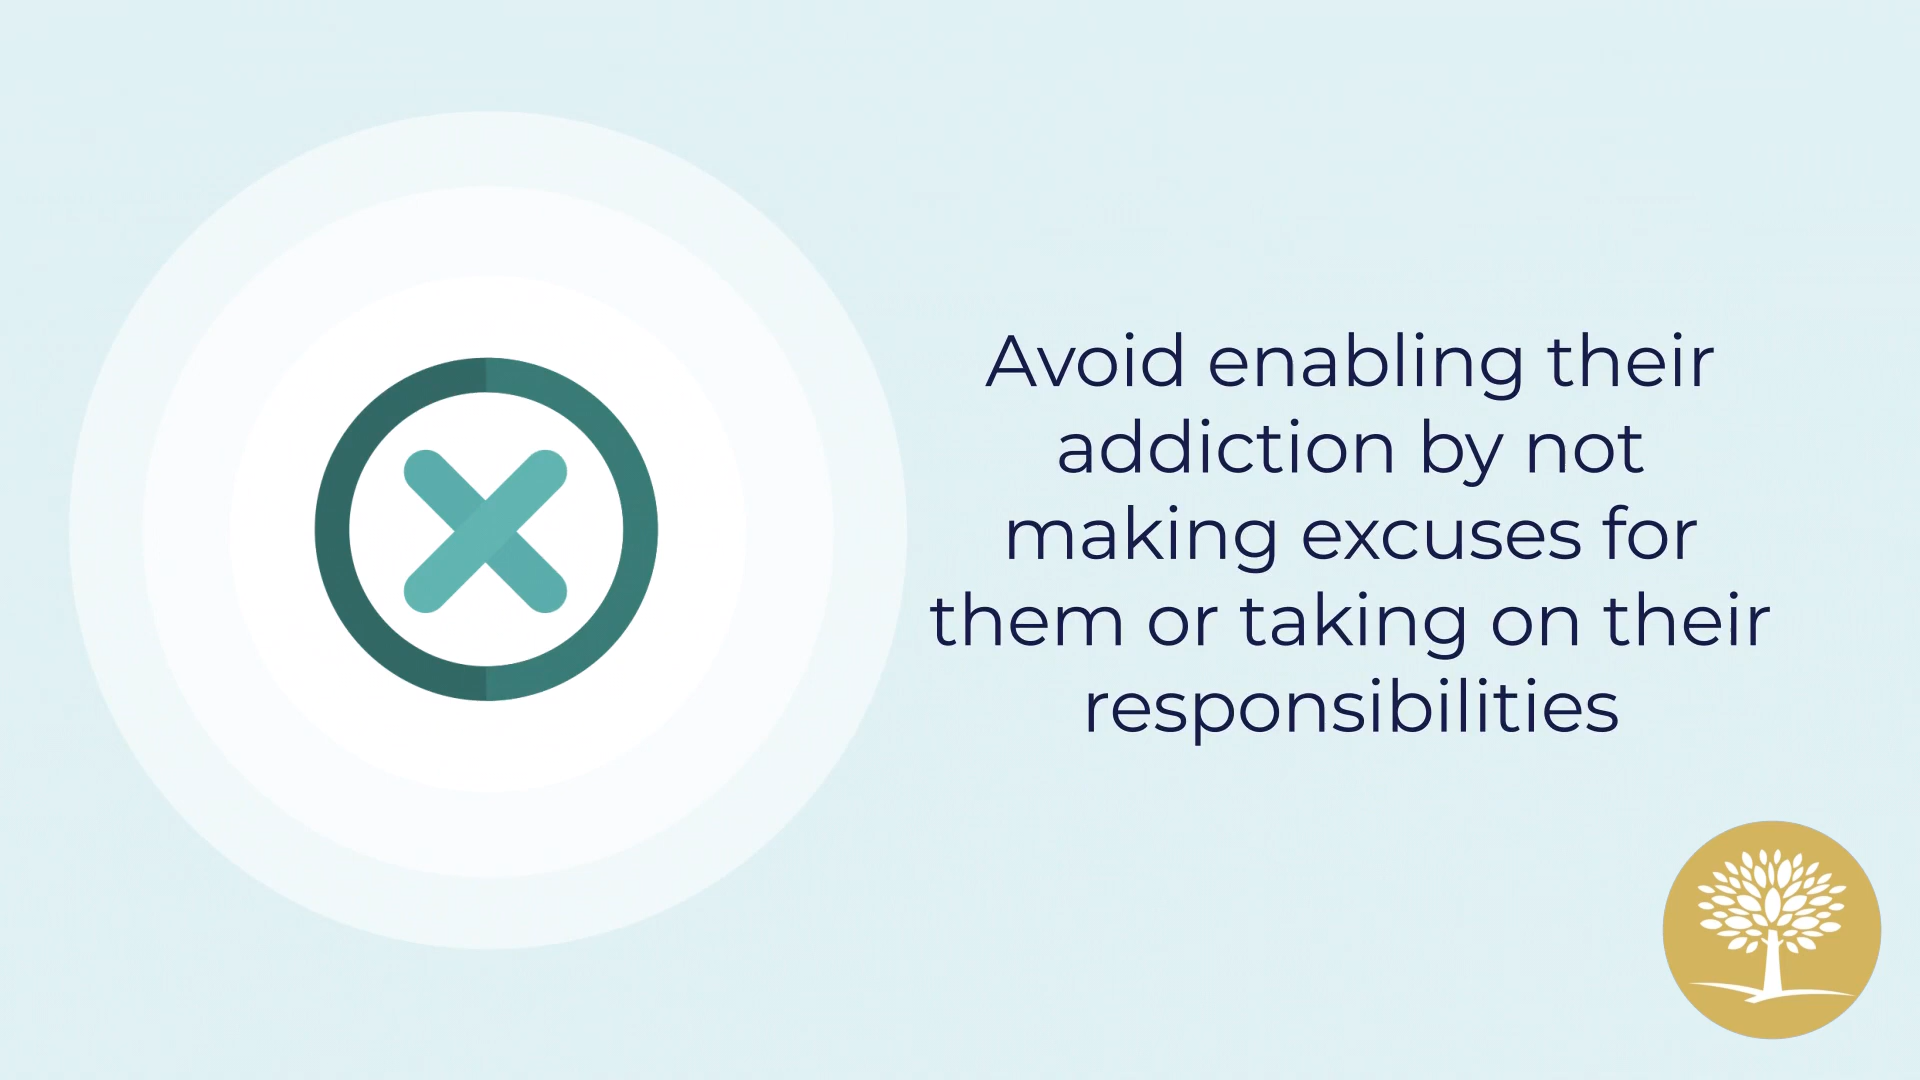 Avoid enabling their
addiction by not
making excuses for
them or taking on their
responsibilities